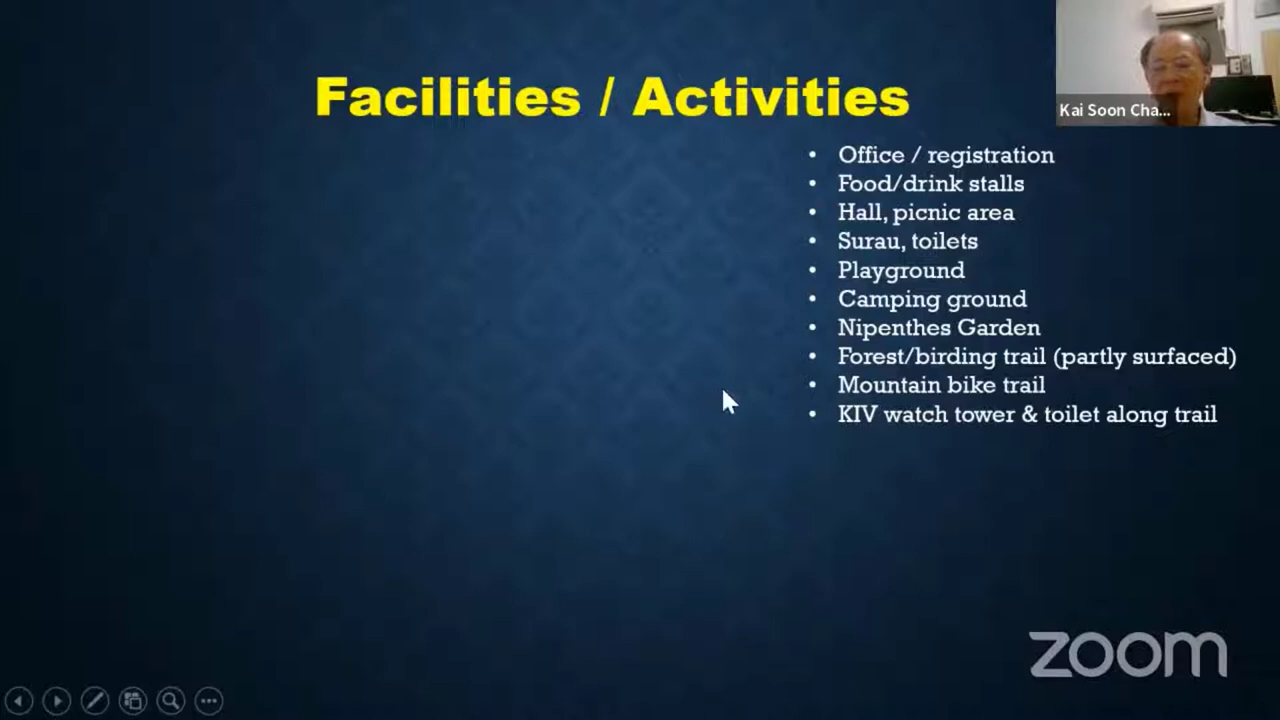 Facilities / Activities
Kai Soon Cha...
• Office / registration
• Food/drink stalls
• Hall, picnic area
• Surau, toilets
• Playground
• Camping ground
• Nipenthes Garden
• Forest/birding trail (partly surfaced)
• Mountain bike trail
• KIV watch tower & toilet along trail
zoom